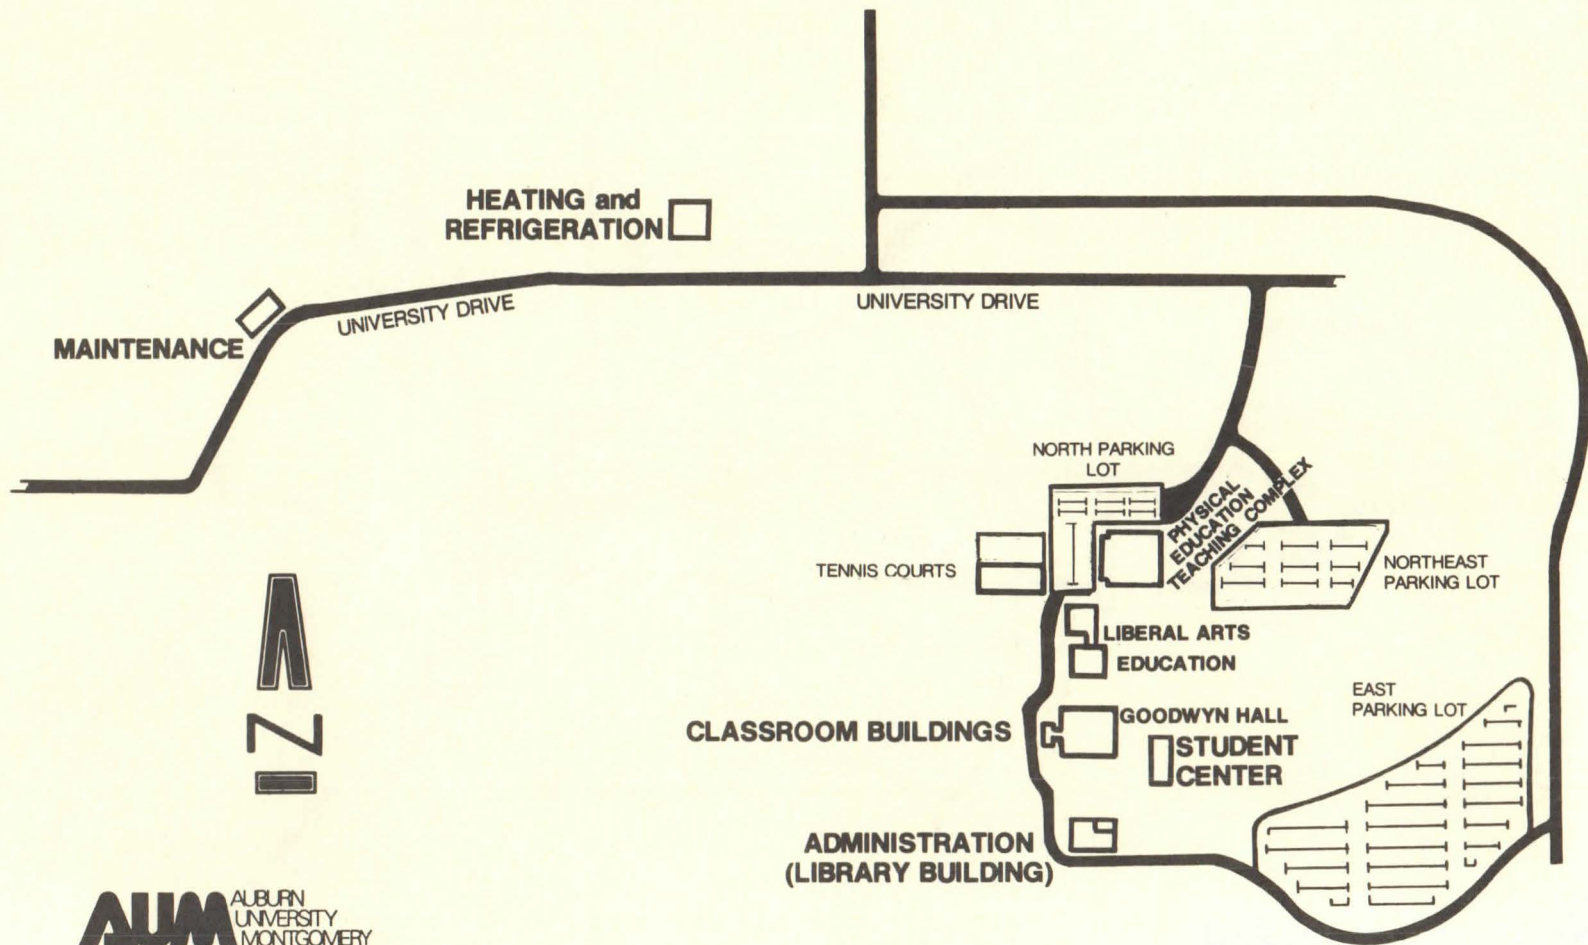 HEATING and
REFRIGERATION
MAINTENANCE
UNIVERSITY DRIVE
UNIVERSITY DRIVE
NORTH PARKING
LOT
PHYSICAL
EDUCATION
TEACHING COMPLEX
TENNIS COURTS
NORTHEAST
PARKING LOT
LIBERAL ARTS
EDUCATION
EAST
PARKING LOT
CLASSROOM BUILDINGS
GOODWYN HALL
STUDENT
CENTER
N
ADMINISTRATION
(LIBRARY BUILDING)
AUM
AUBURN
UNIVERSITY
MONTGOMERY